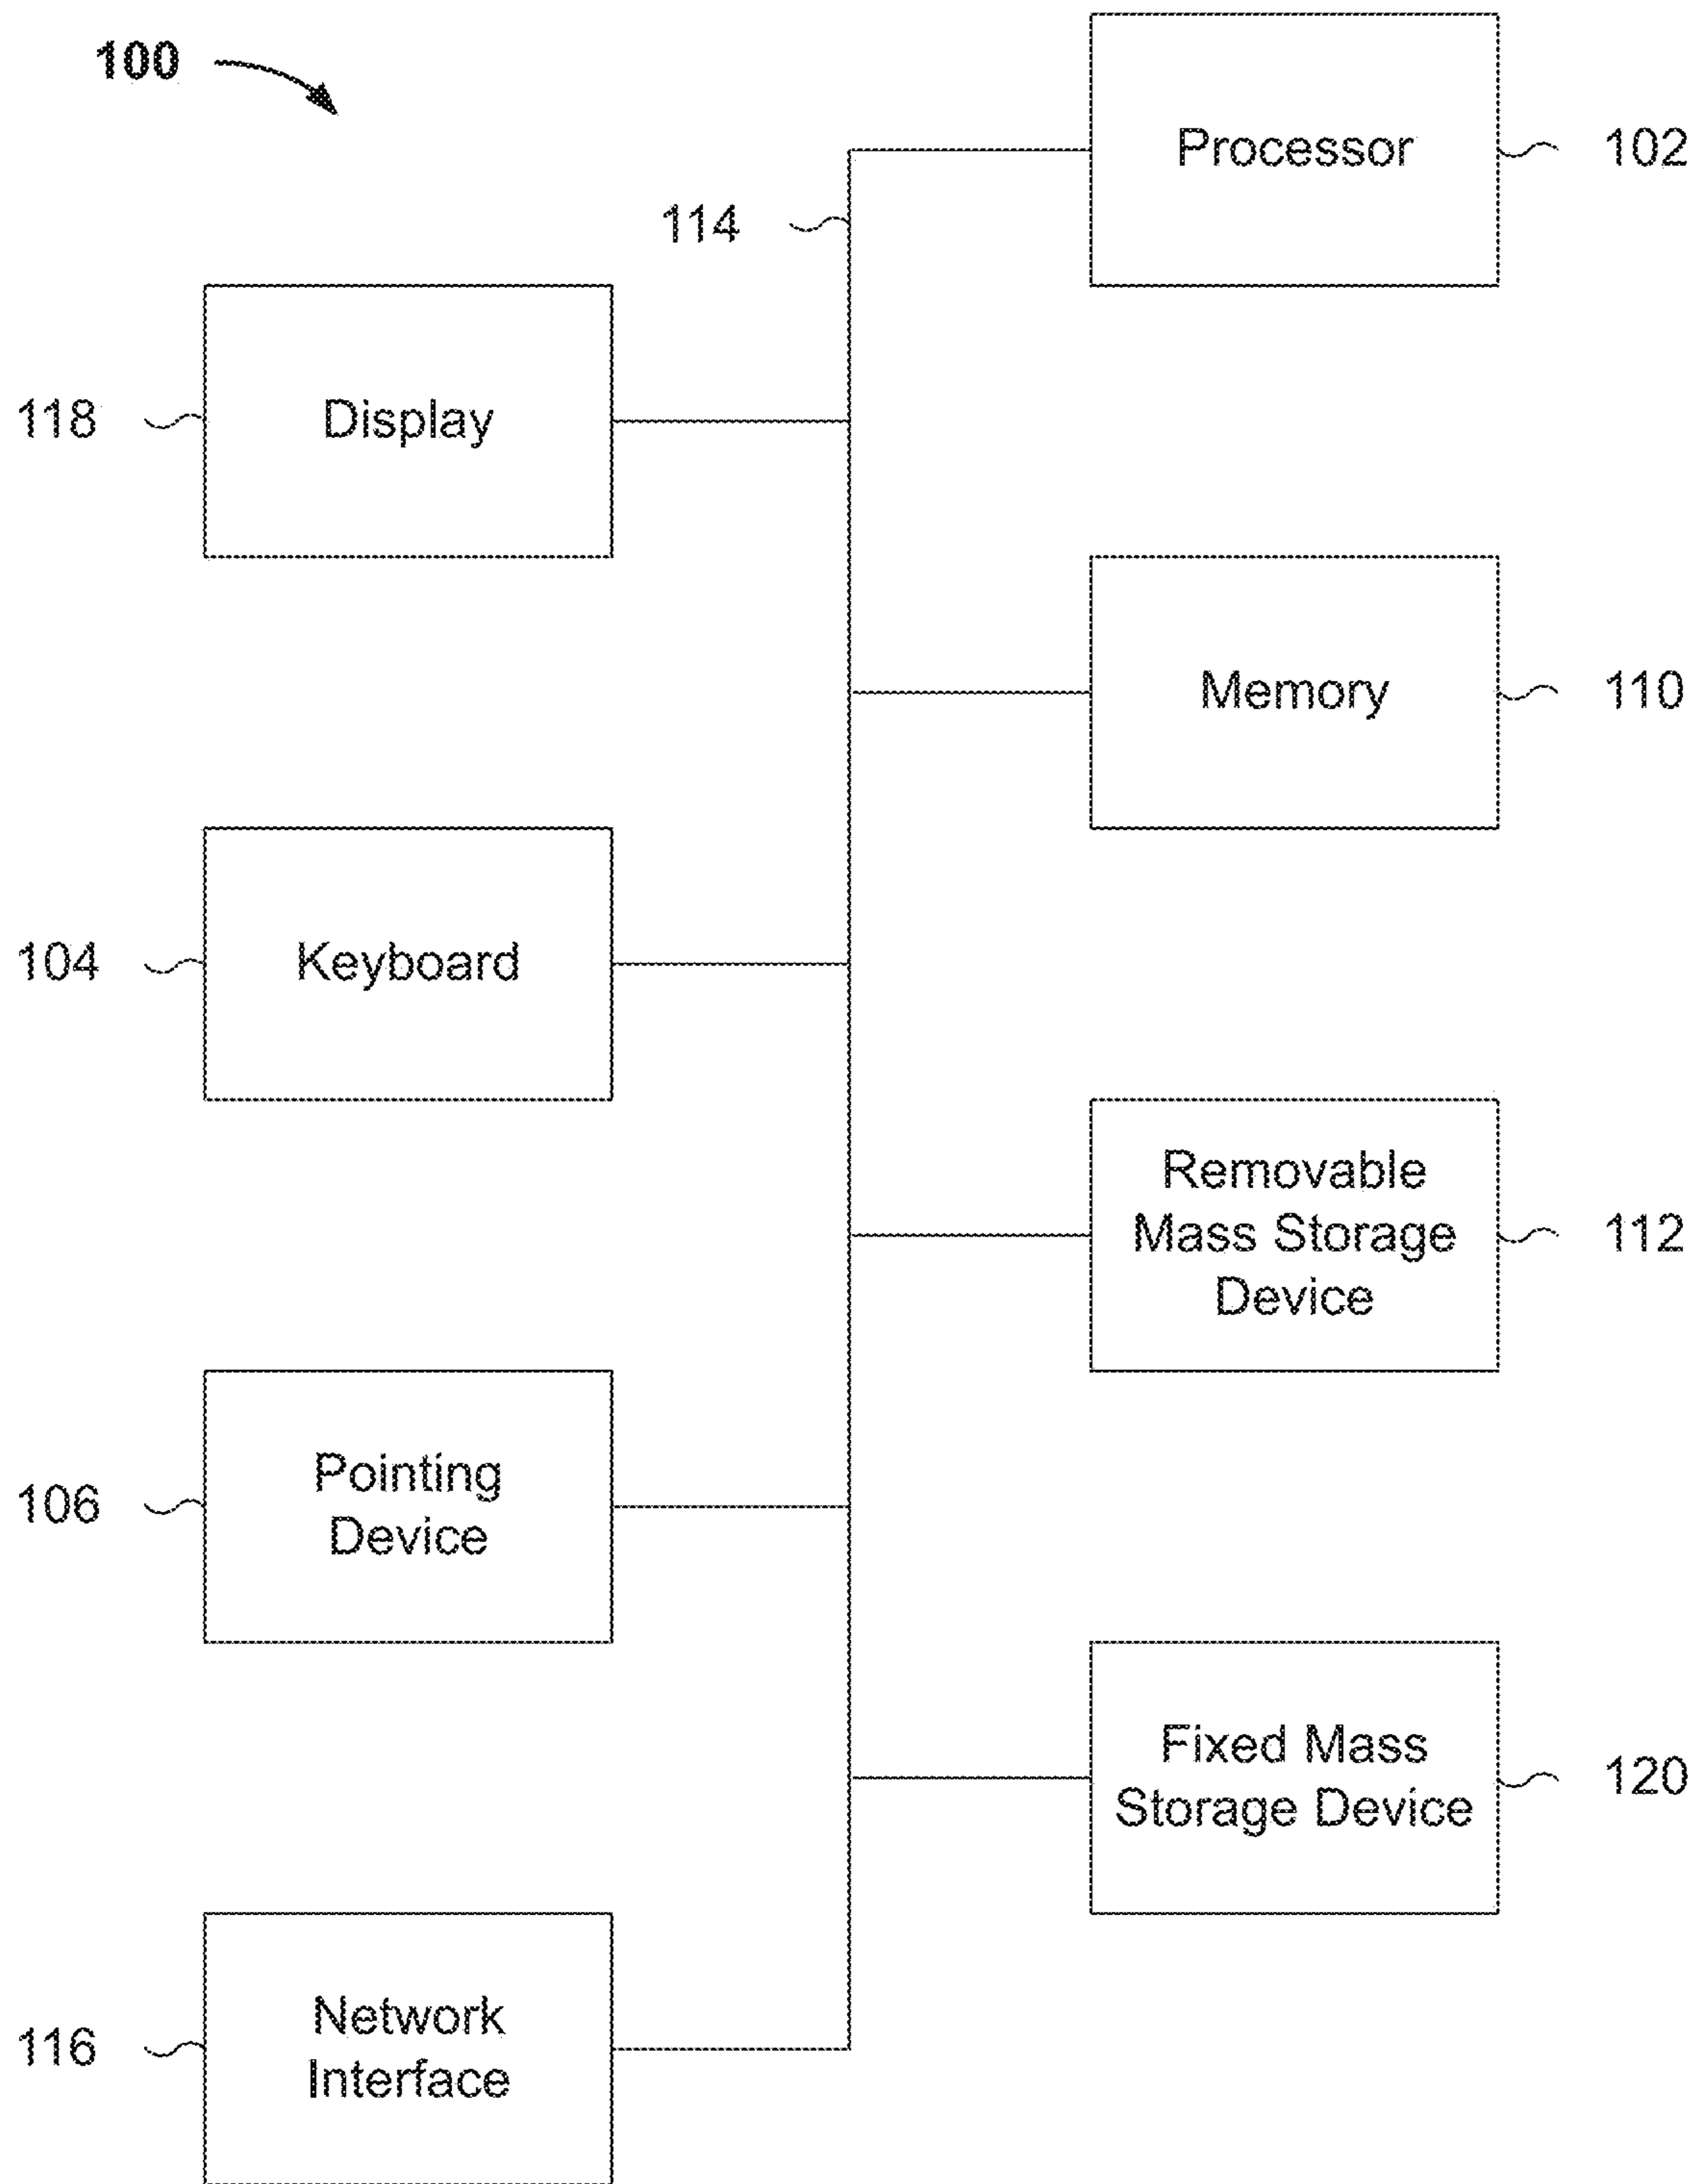 100
Processor
102
114
118
Display
Memory
110
104
Keyboard
Removable
Mass Storage
Device
112
106
Pointing
Device
Fixed Mass
Storage Device
120
116
Network
Interface